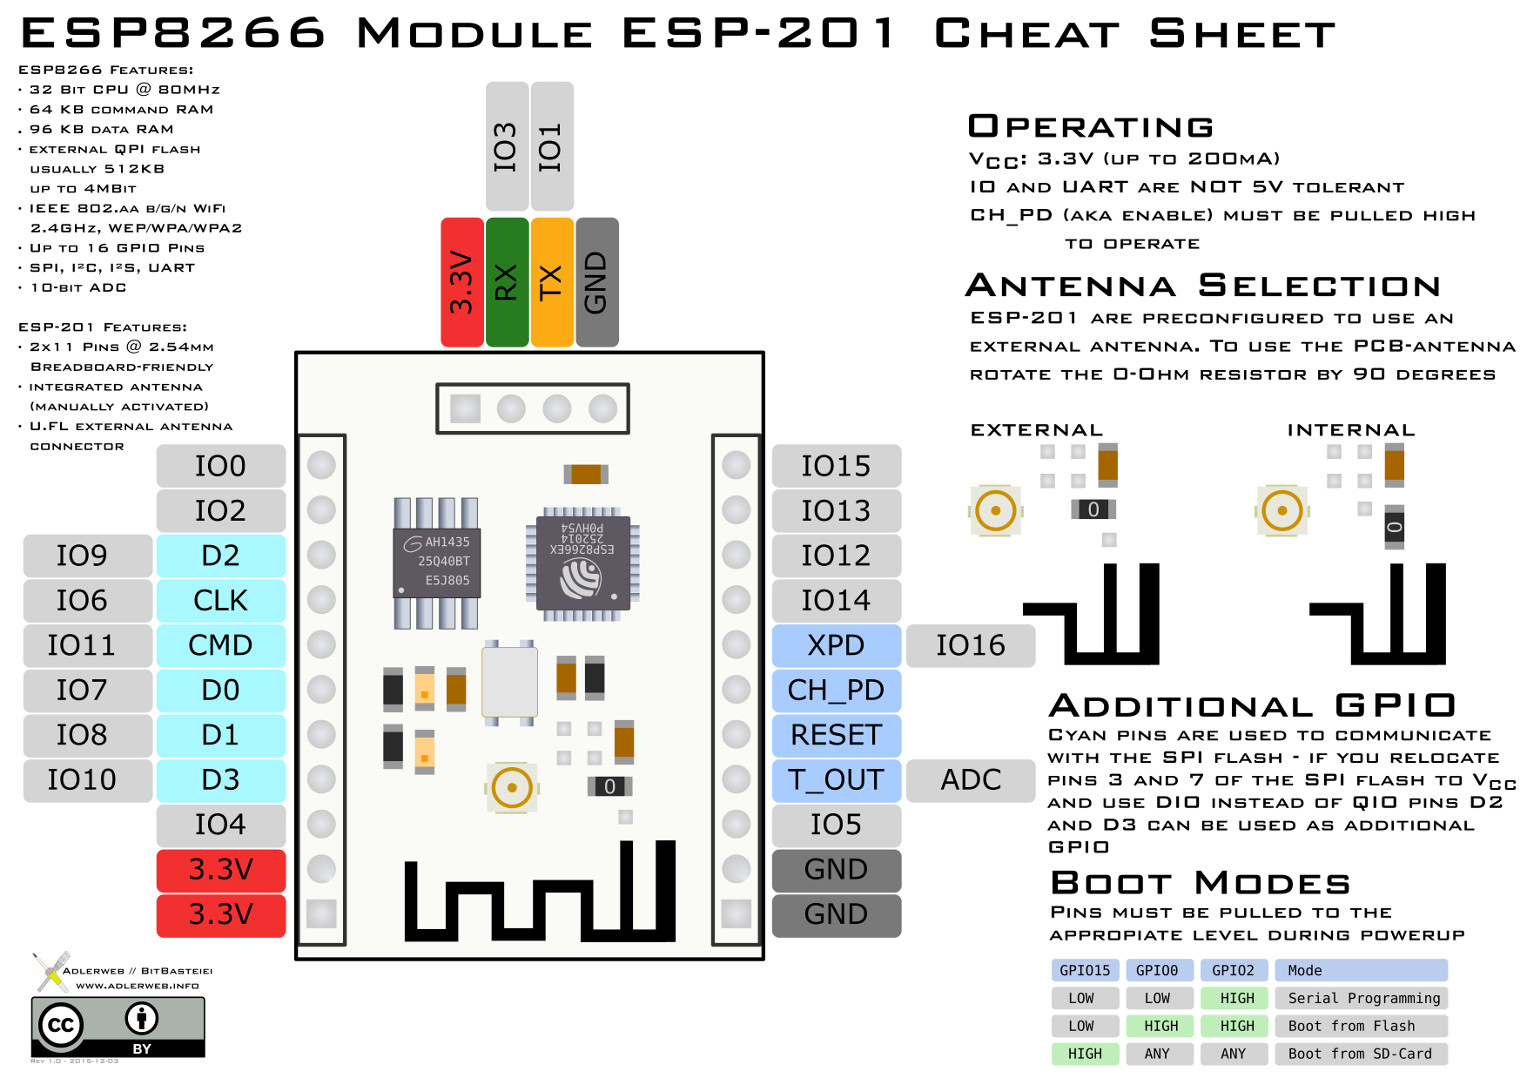 ESP8266 Module ESP-201 Cheat Sheet
ESP8266 Features:
· 32 Bit CPU @ 80MHz
· 64 KB command RAM
. 96 KB data RAM
· external QPI flash
usually 512KB
up to 4MBit
· IEEE 802.aa b/g/n WiFi
2.4GHz, WEP/WPA/WPA2
· Up to 16 GPIO Pins
· SPI, I²C, I²S, UART
· 10-bit ADC
ESP-201 Features:
· 2x11 Pins @ 2.54mm
Breadboard-friendly
· integrated antenna
(manually activated)
· U.FL external antenna
connector
IO3 IO1
3.3V RX TX GND
IO0
IO2
IO9 D2
IO6 CLK
IO11 CMD
IO7 D0
IO8 D1
IO10 D3
IO4
3.3V
3.3V
AH1435
25Q40BT
E5J805
ESP8266EX
252014
P0HV54
0
IO15
IO13
IO12
IO14
XPD IO16
CH_PD
RESET
T_OUT ADC
IO5
GND
GND
Operating
Vcc: 3.3V (up to 200mA)
IO and UART are NOT 5V tolerant
CH_PD (aka enable) must be pulled high
to operate
Antenna Selection
ESP-201 are preconfigured to use an
external antenna. To use the PCB-antenna
rotate the 0-Ohm resistor by 90 degrees
external internal
0 0
Additional GPIO
Cyan pins are used to communicate
with the SPI flash - if you relocate
pins 3 and 7 of the SPI flash to Vcc
and use DIO instead of QIO pins D2
and D3 can be used as additional
GPIO
Boot Modes
Pins must be pulled to the
appropiate level during powerup
GPIO15 GPIO0 GPIO2 Mode
LOW LOW HIGH Serial Programming
LOW HIGH HIGH Boot from Flash
HIGH ANY ANY Boot from SD-Card
Adlerweb // BitBasteiei
www.adlerweb.info
CC
BY
Rev 1.0 - 2015-12-03